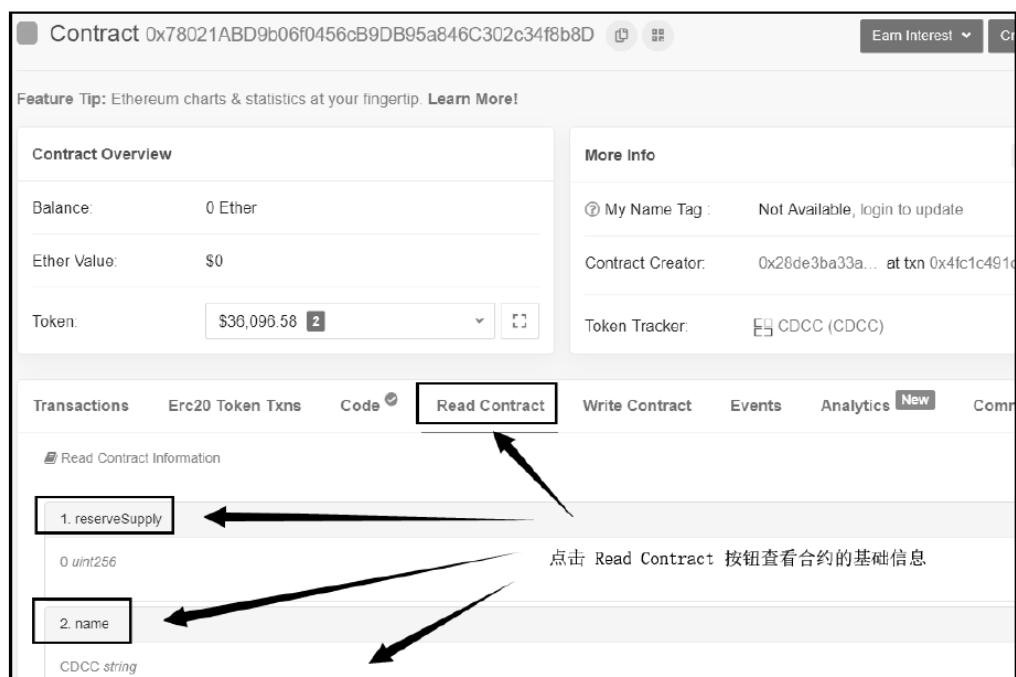 Contract 0x78021ABD9b06f0456cB9DB95a846C302c34f8b8D
Earn Interest
Feature Tip: Ethereum charts & statistics at your fingertip. Learn More!
Contract Overview
Balance: 0 Ether
Ether Value: $0
Token: $36,096.58 2
More Info
My Name Tag : Not Available, login to update
Contract Creator: 0x28de3ba33a... at txn 0x4fc1c491
Token Tracker: CDCC (CDCC)
Transactions Erc20 Token Txns Code Read Contract Write Contract Events Analytics New
Read Contract Information
1. reserveSupply
0 uint256
点击 Read Contract 按钮查看合约的基础信息
2. name
CDCC string